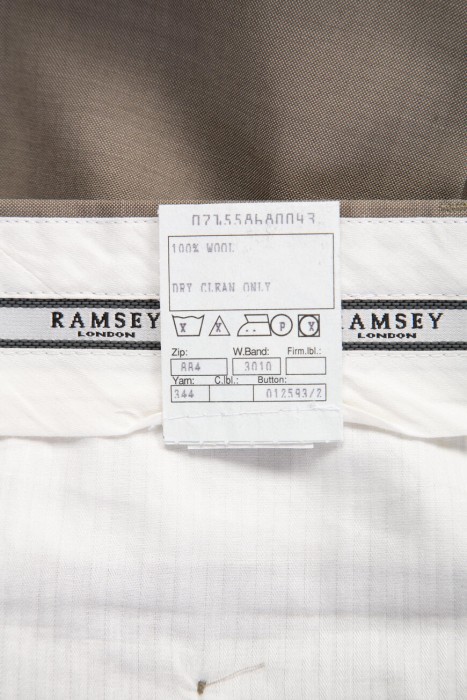 071558680043
100% WOOL
DRY CLEAN ONLY
X X P X
RAMSEY
LONDON
RAMSEY
LONDON
Zip: W.Band: Firm.lbl.:
884 3010
Yarn: C.lbl.: Button:
344 012593/2